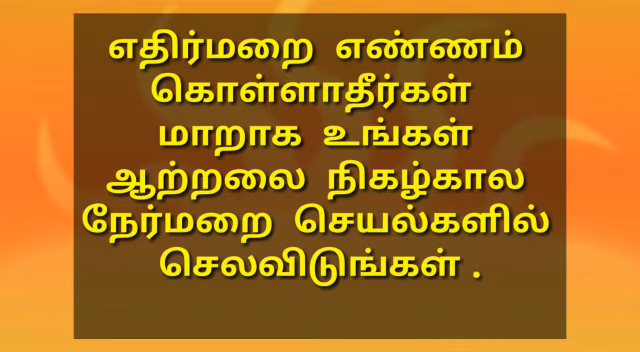 எதிர்மறை எண்ணம்
கொள்ளாதீர்கள்
மாறாக உங்கள்
ஆற்றலை நிகழ்கால
நேர்மறை செயல்களில்
செலவிடுங்கள் .